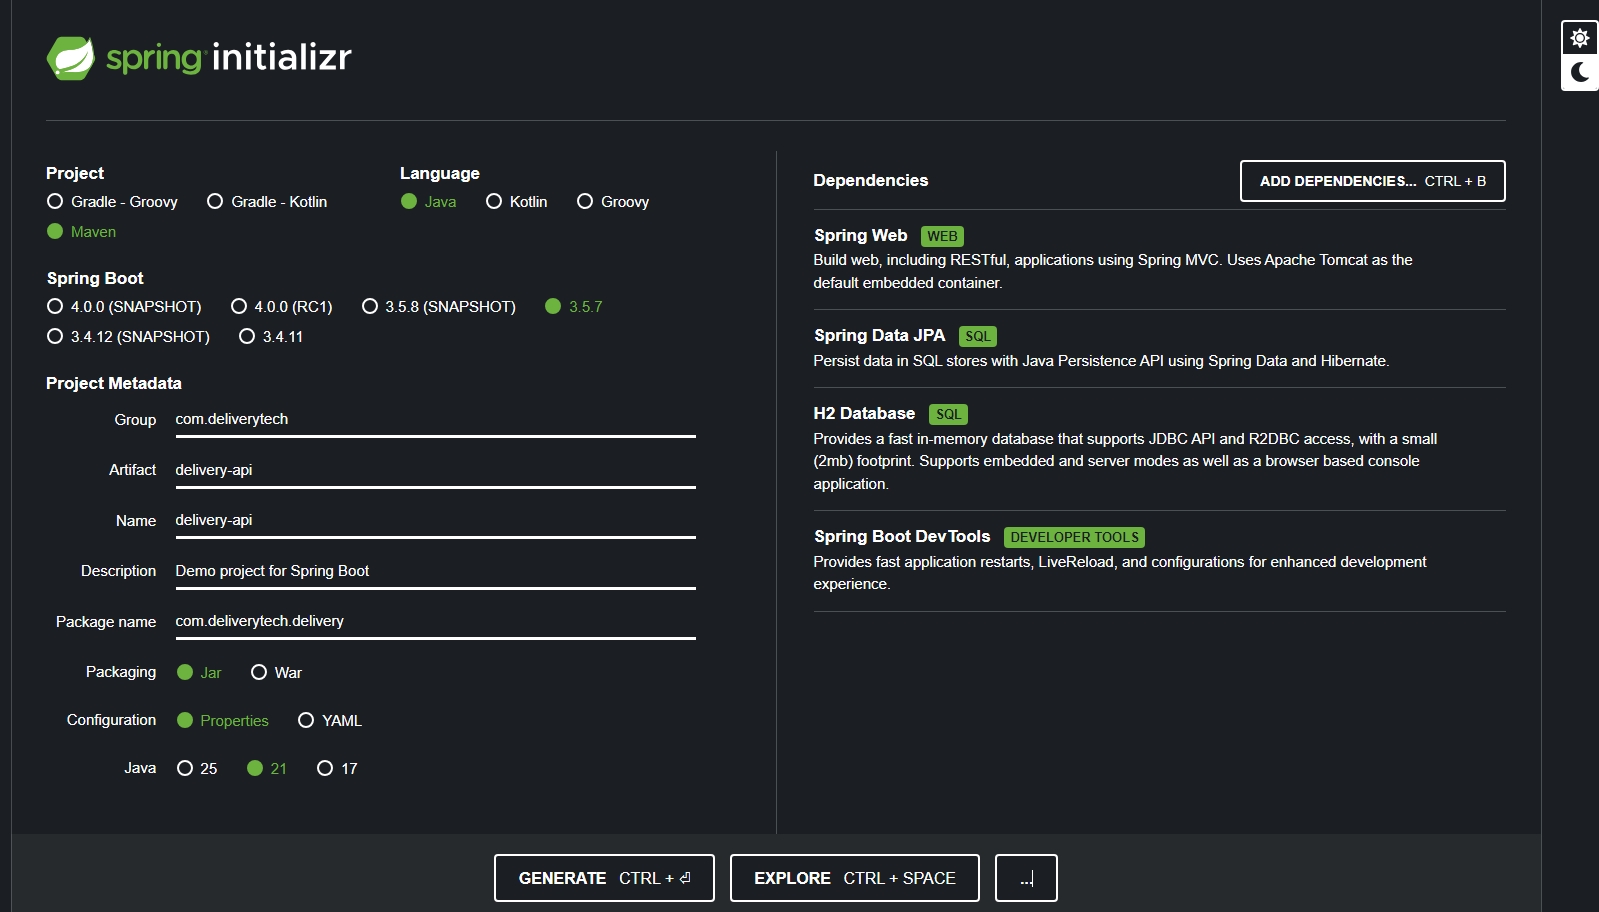 spring initializr
Project
Gradle - Groovy Gradle - Kotlin
Maven
Language
Java Kotlin Groovy
Spring Boot
4.0.0 (SNAPSHOT) 4.0.0 (RC1) 3.5.8 (SNAPSHOT) 3.5.7
3.4.12 (SNAPSHOT) 3.4.11
Project Metadata
Group com.deliverytech
Artifact delivery-api
Name delivery-api
Description Demo project for Spring Boot
Package name com.deliverytech.delivery
Packaging Jar War
Configuration Properties YAML
Java 25 21 17
Dependencies
ADD DEPENDENCIES... CTRL + B
Spring Web WEB
Build web, including RESTful, applications using Spring MVC. Uses Apache Tomcat as the
default embedded container.
Spring Data JPA SQL
Persist data in SQL stores with Java Persistence API using Spring Data and Hibernate.
H2 Database SQL
Provides a fast in-memory database that supports JDBC API and R2DBC access, with a small
(2mb) footprint. Supports embedded and server modes as well as a browser based console
application.
Spring Boot DevTools DEVELOPER TOOLS
Provides fast application restarts, LiveReload, and configurations for enhanced development
experience.
GENERATE CTRL + ⏎
EXPLORE CTRL + SPACE
...